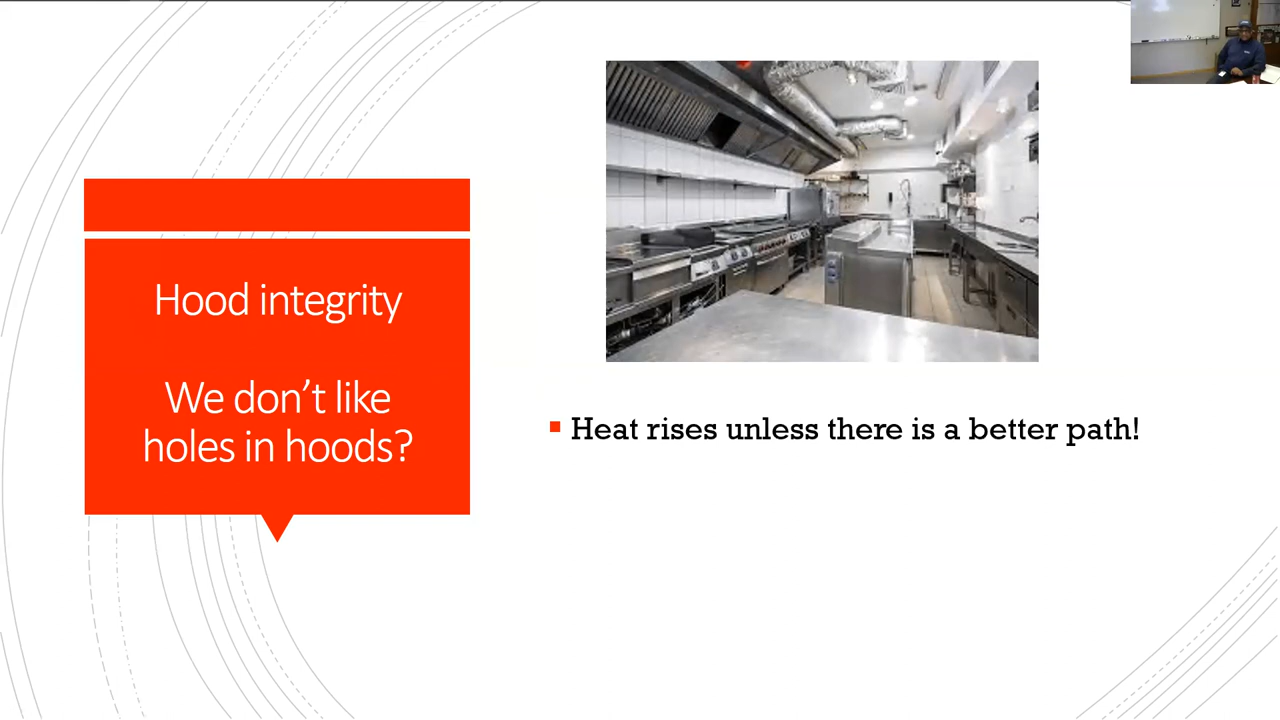 Hood integrity
We don’t like
holes in hoods?
Heat rises unless there is a better path!